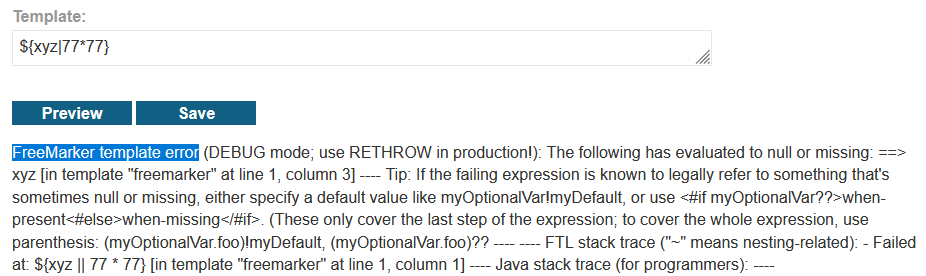 Template:
${xyz|77*77}
Preview Save
FreeMarker template error (DEBUG mode; use RETHROW in production!): The following has evaluated to null or missing: ==>
xyz [in template "freemarker" at line 1, column 3] ---- Tip: If the failing expression is known to legally refer to something that's
sometimes null or missing, either specify a default value like myOptionalVar!myDefault, or use <#if myOptionalVar??>when-
present<#else>when-missing</#if>. (These only cover the last step of the expression; to cover the whole expression, use
parenthesis: (myOptionalVar.foo)!myDefault, (myOptionalVar.foo)?? ---- ---- FTL stack trace ("~" means nesting-related): - Failed
at: ${xyz || 77 * 77} [in template "freemarker" at line 1, column 1] ---- Java stack trace (for programmers): ----